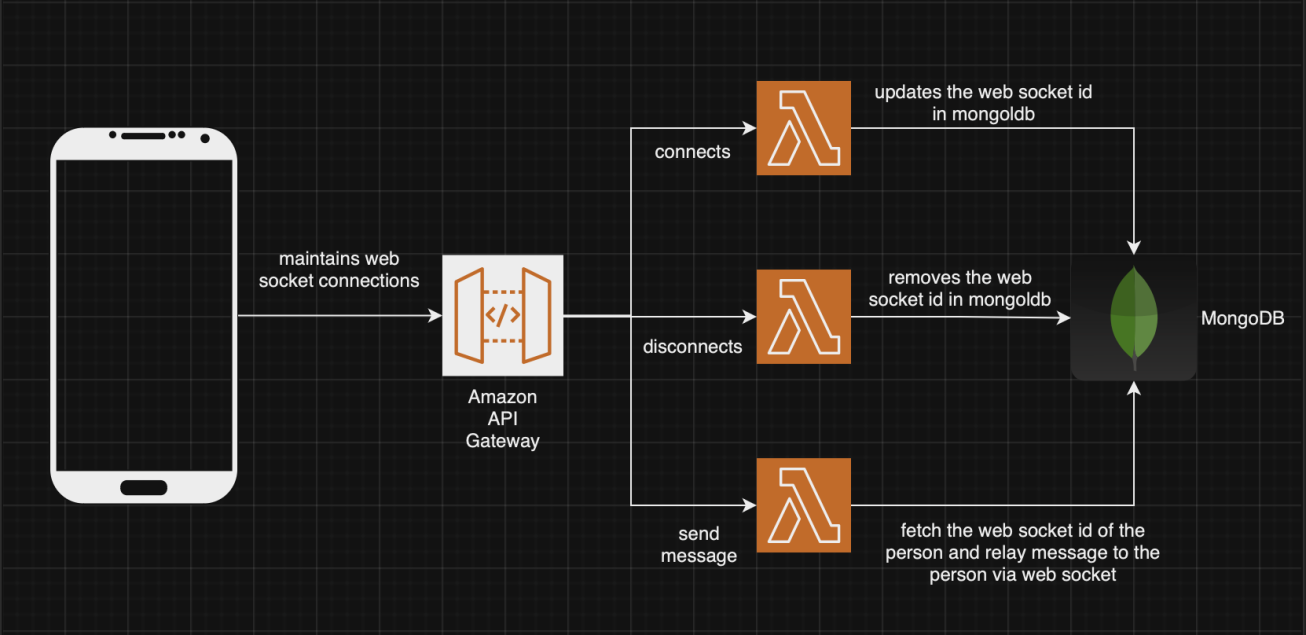 updates the web socket id
in mongoldb
connects
maintains web
socket connections
removes the web
socket id in mongoldb
MongoDB
disconnects
Amazon
API
Gateway
send
message
fetch the web socket id of the
person and relay message to the
person via web socket